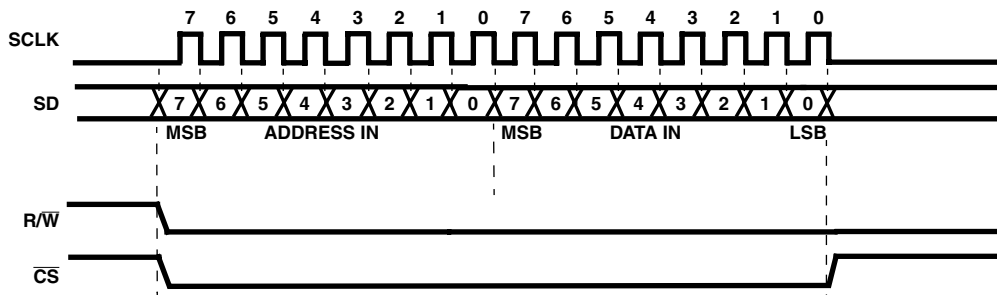 7 6 5 4 3 2 1 0 7 6 5 4 3 2 1 0
SCLK
SD 7 6 5 4 3 2 1 0 7 6 5 4 3 2 1 0
MSB ADDRESS IN MSB DATA IN LSB
R/W̅
C̅S̅